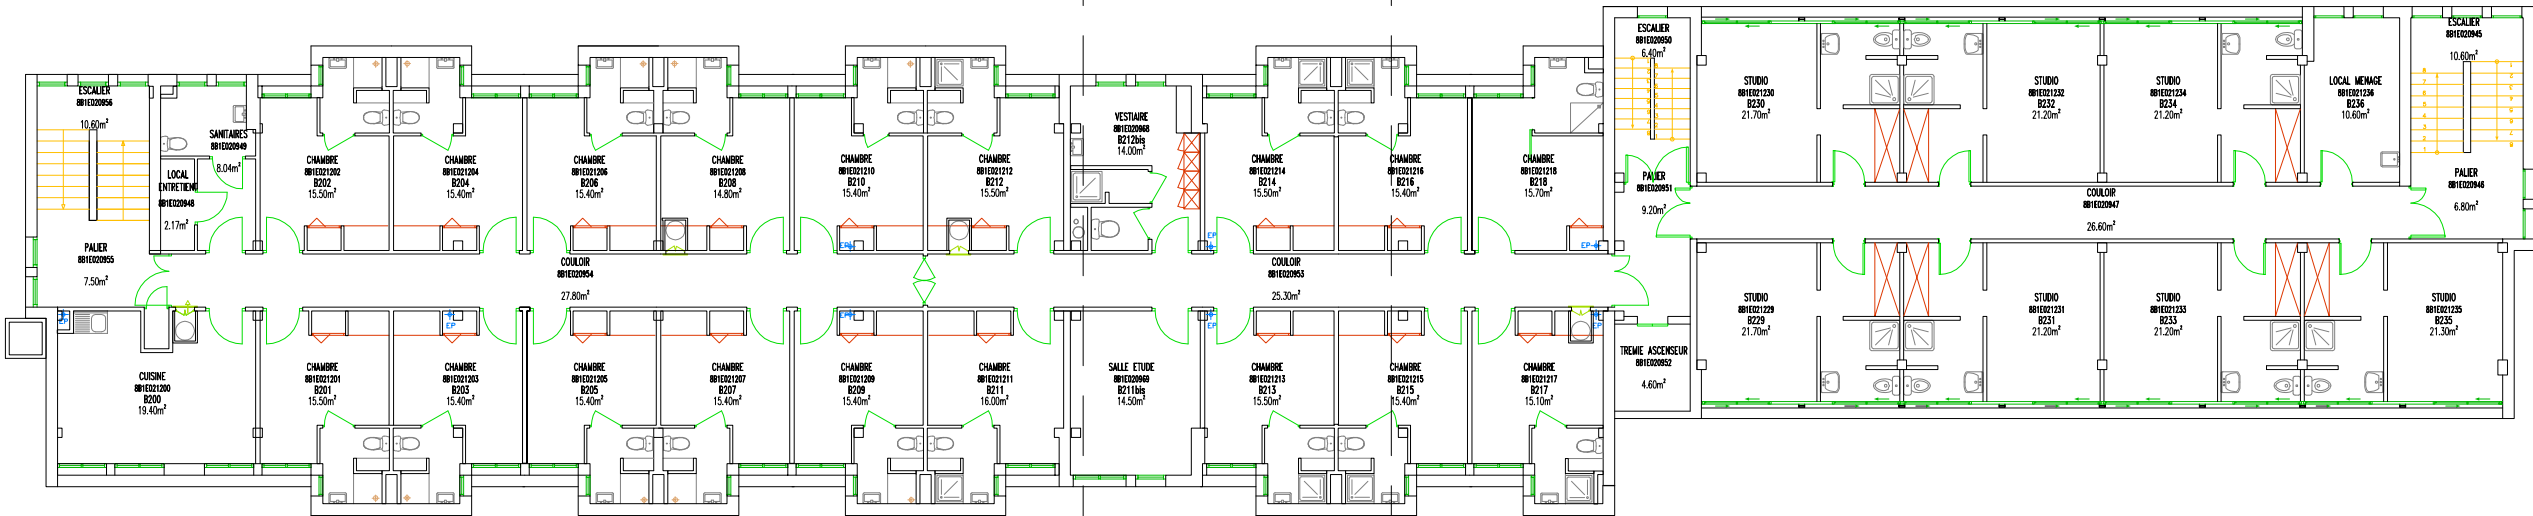 ESCALIER
8B1E020956
10.60m²
SANITAIRES
8B1E020949
8.04m²
LOCAL
ENTRETIENG
8B1E020948
2.17m²
PALIER
8B1E020955
7.50m²
CHAMBRE
8B1E021202
B202
15.50m²
CHAMBRE
8B1E021204
B204
15.40m²
CHAMBRE
8B1E021206
B206
15.40m²
CHAMBRE
8B1E021208
B208
14.80m²
CHAMBRE
8B1E021210
B210
15.40m²
CHAMBRE
8B1E021212
B212
15.50m²
VESTIAIRE
8B1E020968
B212bis
14.00m²
CHAMBRE
8B1E021214
B214
15.50m²
CHAMBRE
8B1E021216
B216
15.40m²
CHAMBRE
8B1E021218
B218
15.70m²
ESCALIER
8B1E020950
6.40m²
PALIER
8B1E020951
9.20m²
STUDIO
8B1E021230
B230
21.70m²
STUDIO
8B1E021232
B232
21.20m²
STUDIO
8B1E021234
B234
21.20m²
LOCAL MENAGE
8B1E021236
B236
10.60m²
ESCALIER
8B1E020945
10.60m²
PALIER
8B1E020946
6.80m²
EP
EP
EP
COULOIR
8B1E020954
27.80m²
COULOIR
8B1E020953
25.30m²
COULOIR
8B1E020947
26.60m²
EP
EP
EP
EP
EP
CUISINE
8B1E021200
B200
19.40m²
CHAMBRE
8B1E021201
B201
15.50m²
CHAMBRE
8B1E021203
B203
15.40m²
CHAMBRE
8B1E021205
B205
15.40m²
CHAMBRE
8B1E021207
B207
15.40m²
CHAMBRE
8B1E021209
B209
15.40m²
CHAMBRE
8B1E021211
B211
16.00m²
SALLE ETUDE
8B1E020969
B211bis
14.50m²
CHAMBRE
8B1E021213
B213
15.50m²
CHAMBRE
8B1E021215
B215
15.40m²
CHAMBRE
8B1E021217
B217
15.10m²
TREMIE ASCENSEUR
8B1E020952
4.60m²
STUDIO
8B1E021229
B229
21.70m²
STUDIO
8B1E021231
B231
21.20m²
STUDIO
8B1E021233
B233
21.20m²
STUDIO
8B1E021235
B235
21.30m²